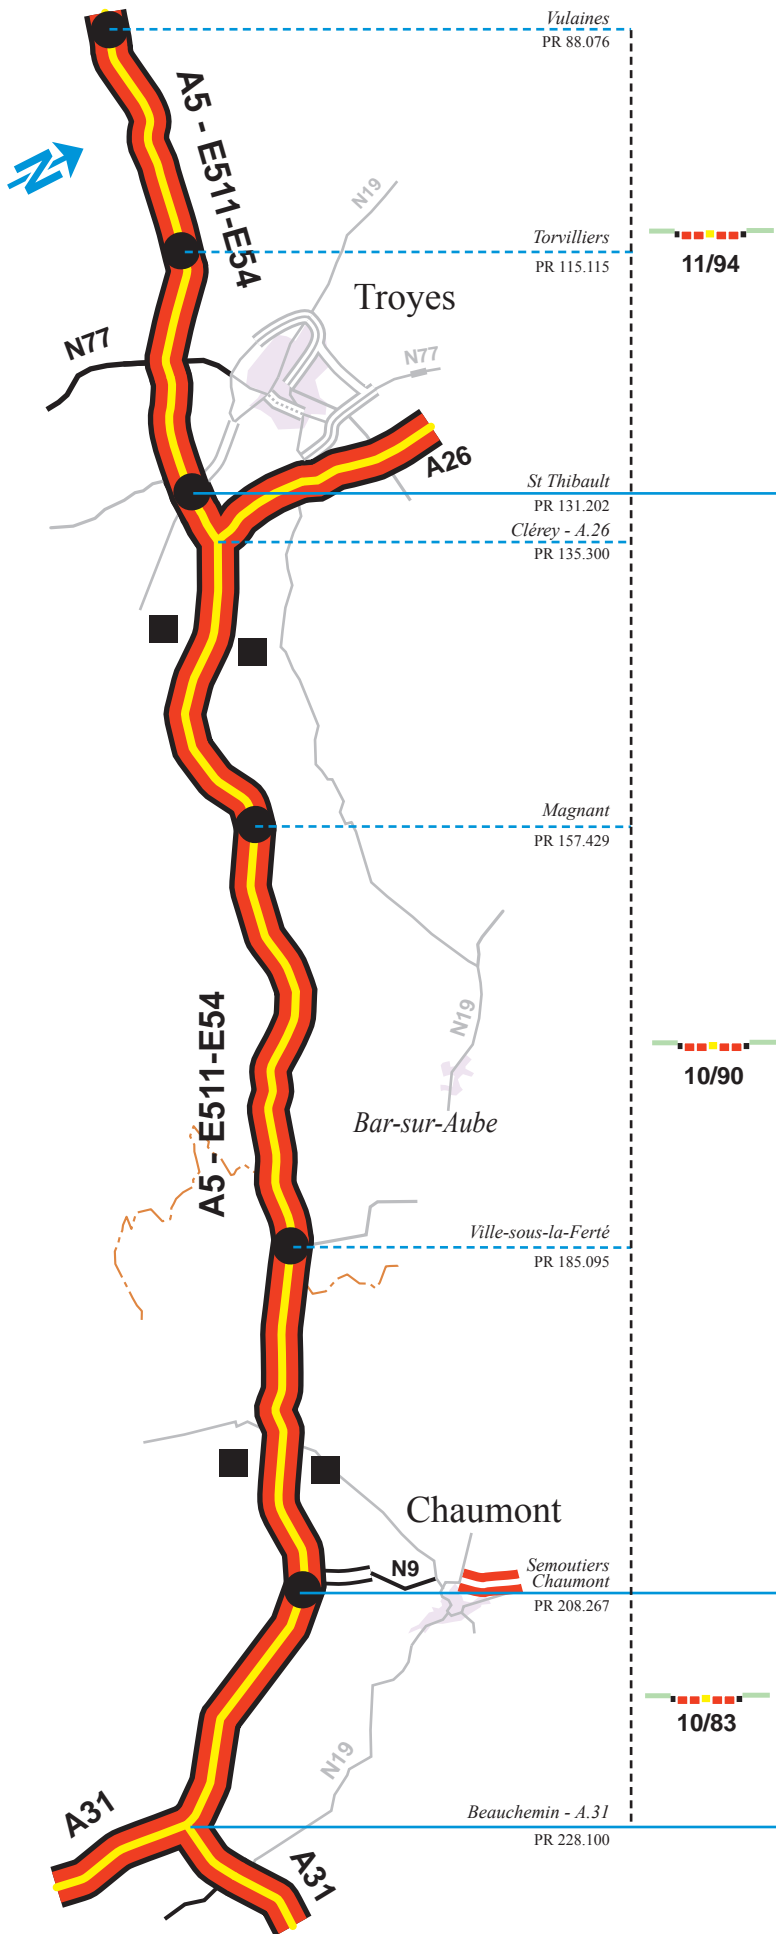 Vulaines
PR 88.076
A5 - E511-E54
N
N19
Torvilliers
PR 115.115
11/94
Troyes
N77
N77
A26
St Thibault
PR 131.202
Clérey - A.26
PR 135.300
Magnant
PR 157.429
A5 - E511-E54
N19
10/90
Bar-sur-Aube
Ville-sous-la-Ferté
PR 185.095
Chaumont
N9
Semoutiers
Chaumont
PR 208.267
10/83
N19
A31
Beauchemin - A.31
PR 228.100
A31